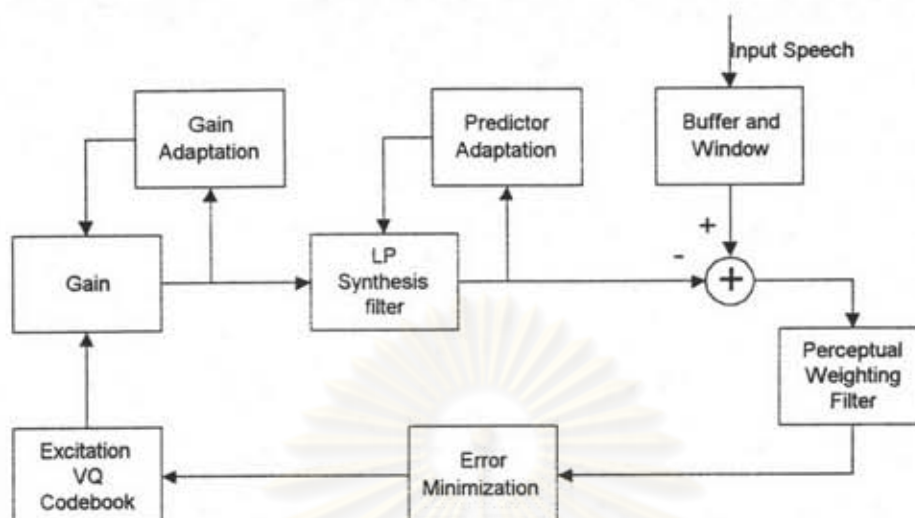 Input Speech
Gain
Adaptation
Predictor
Adaptation
Buffer and
Window
+
-
+
Gain
LP
Synthesis
filter
Perceptual
Weighting
Filter
Excitation
VQ
Codebook
Error
Minimization